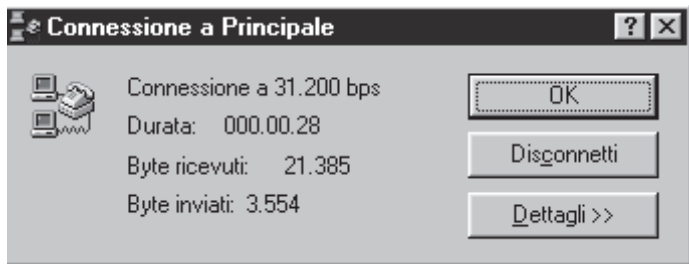 Connessione a Principale
Connessione a 31.200 bps
Durata: 000.00.28
Byte ricevuti: 21.385
Byte inviati: 3.554
OK
Disconnetti
Dettagli >>